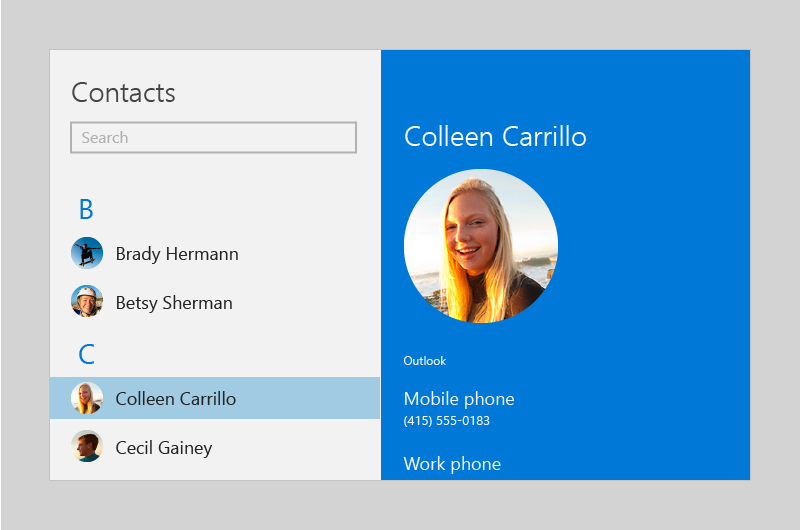 Contacts
Search
B
Brady Hermann
Betsy Sherman
C
Colleen Carrillo
Cecil Gainey
Colleen Carrillo
Outlook
Mobile phone
(415) 555-0183
Work phone